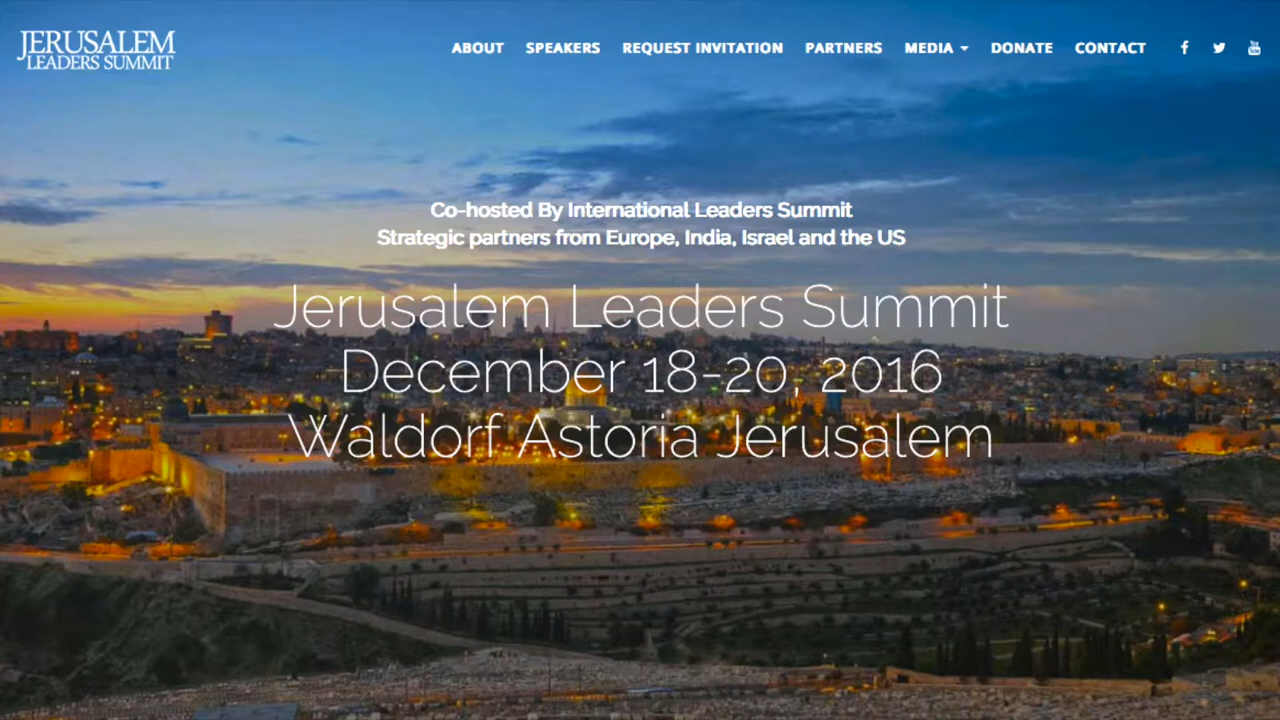 JERUSALEM
LEADERS SUMMIT
ABOUT SPEAKERS REQUEST INVITATION PARTNERS MEDIA DONATE CONTACT
Co-hosted By International Leaders Summit
Strategic partners from Europe, India, Israel and the US
Jerusalem Leaders Summit
December 18-20, 2016
Waldorf Astoria Jerusalem